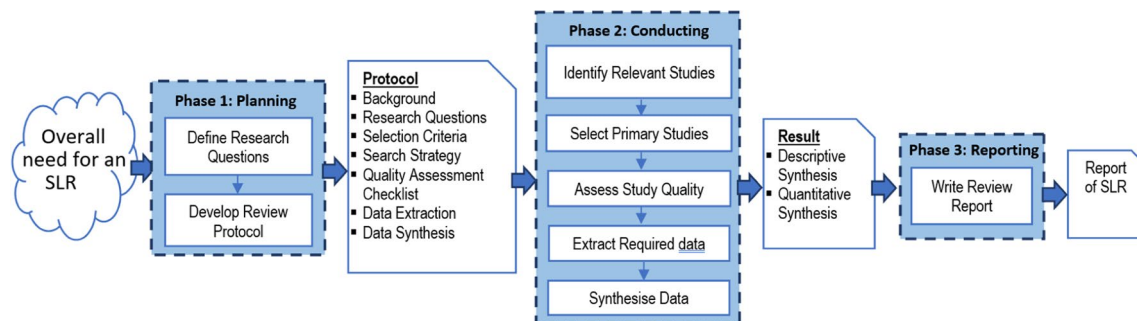 Overall
need for an
SLR
Phase 1: Planning
Define Research
Questions
Develop Review
Protocol
Protocol
▪ Background
▪ Research Questions
▪ Selection Criteria
▪ Search Strategy
▪ Quality Assessment
Checklist
▪ Data Extraction
▪ Data Synthesis
Phase 2: Conducting
Identify Relevant Studies
Select Primary Studies
Assess Study Quality
Extract Required data
Synthesise Data
Result
▪ Descriptive
Synthesis
▪ Quantitative
Synthesis
Phase 3: Reporting
Write Review
Report
Report
of SLR